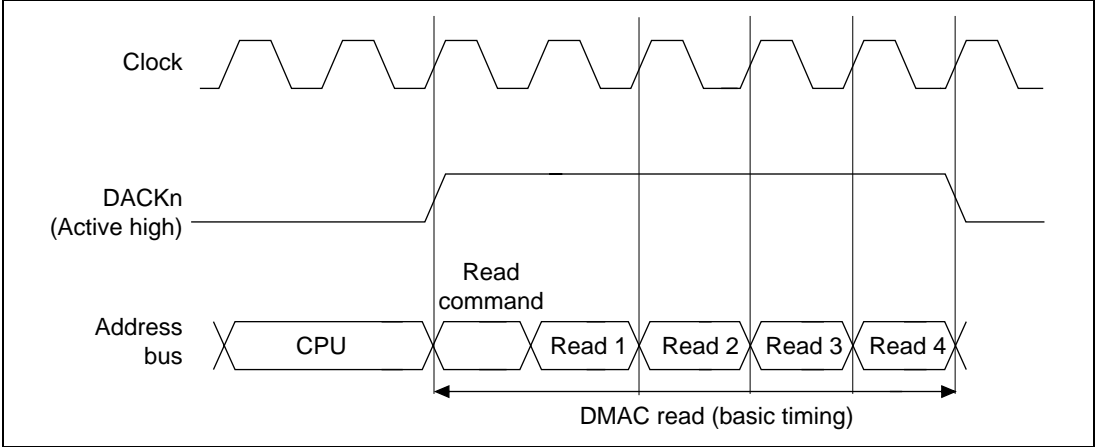 Clock
DACKn
(Active high)
Read
command
Address
bus
CPU
Read 1
Read 2
Read 3
Read 4
DMAC read (basic timing)